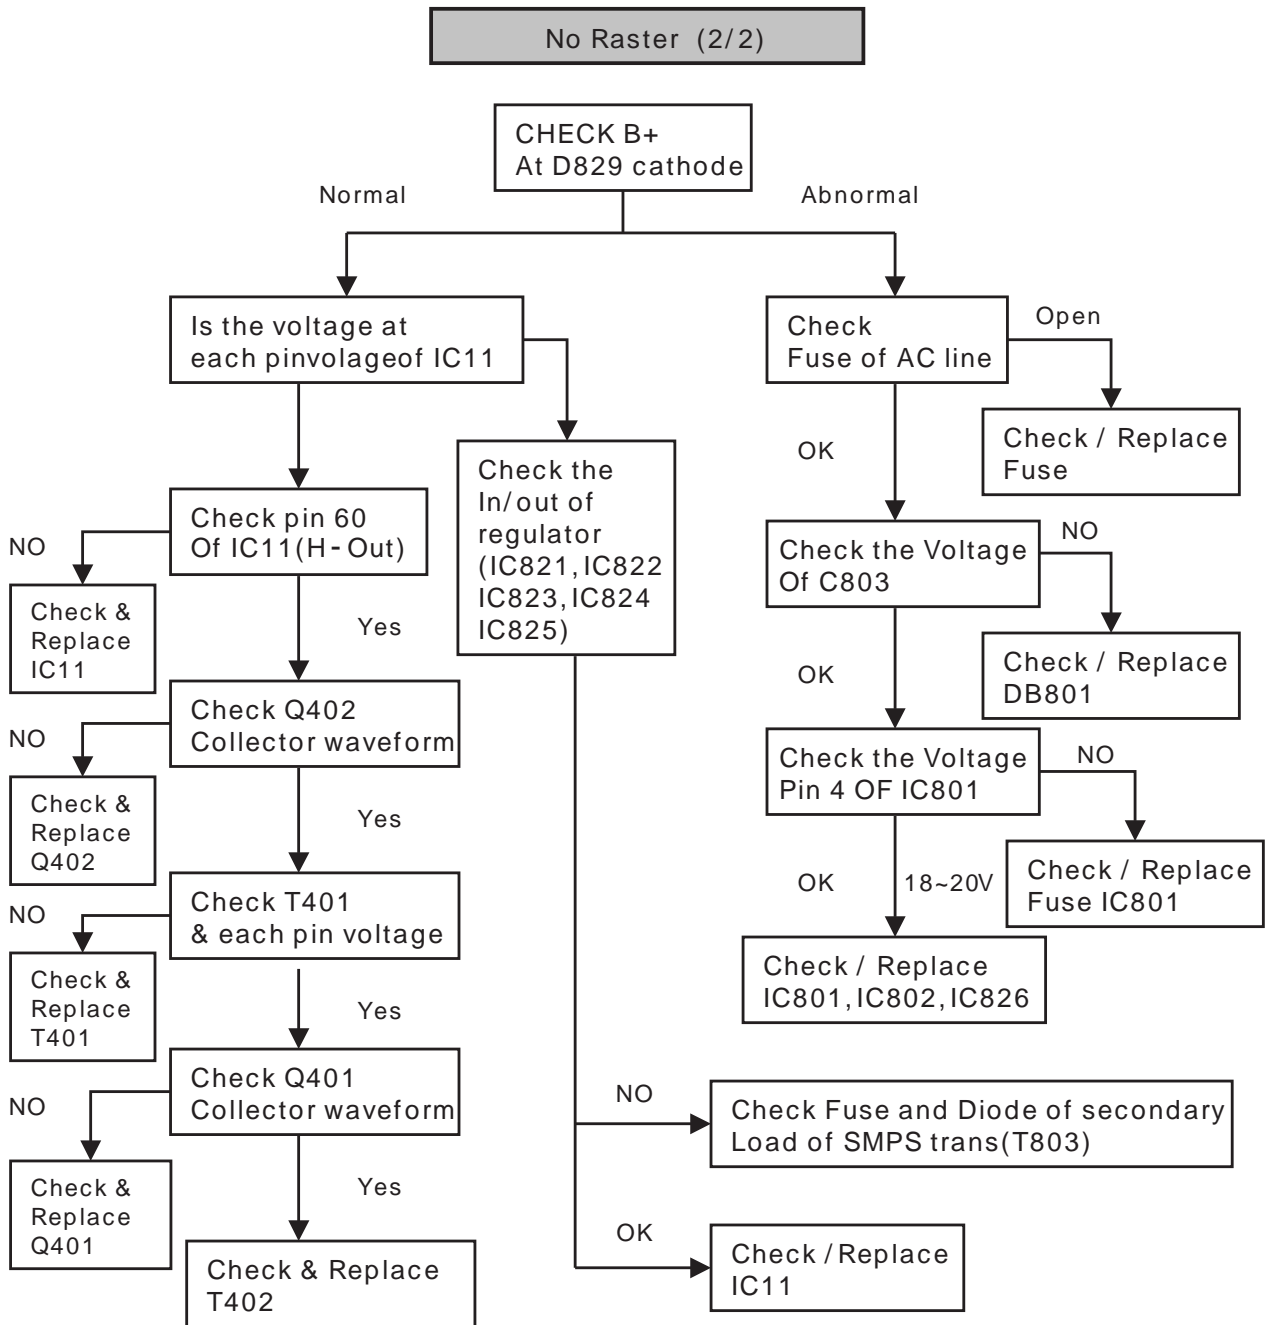 No Raster (2/2)
CHECK B+
At D829 cathode
Normal
Abnormal
Is the voltage at
each pinvolageof IC11
Check
Fuse of AC line
Open
Check / Replace
Fuse
OK
Check the
In/out of
regulator
(IC821, IC822
IC823, IC824
IC825)
Check pin 60
Of IC11(H-Out)
NO
Check &
Replace
IC11
Yes
Check the Voltage
Of C803
NO
Check / Replace
DB801
OK
Check Q402
Collector waveform
NO
Check &
Replace
Q402
Yes
Check the Voltage
Pin 4 OF IC801
NO
Check / Replace
Fuse IC801
OK
18~20V
Check / Replace
IC801, IC802, IC826
Check T401
& each pin voltage
NO
Check &
Replace
T401
Yes
Check Q401
Collector waveform
NO
Check &
Replace
Q401
Yes
Check & Replace
T402
NO
Check Fuse and Diode of secondary
Load of SMPS trans(T803)
OK
Check /Replace
IC11